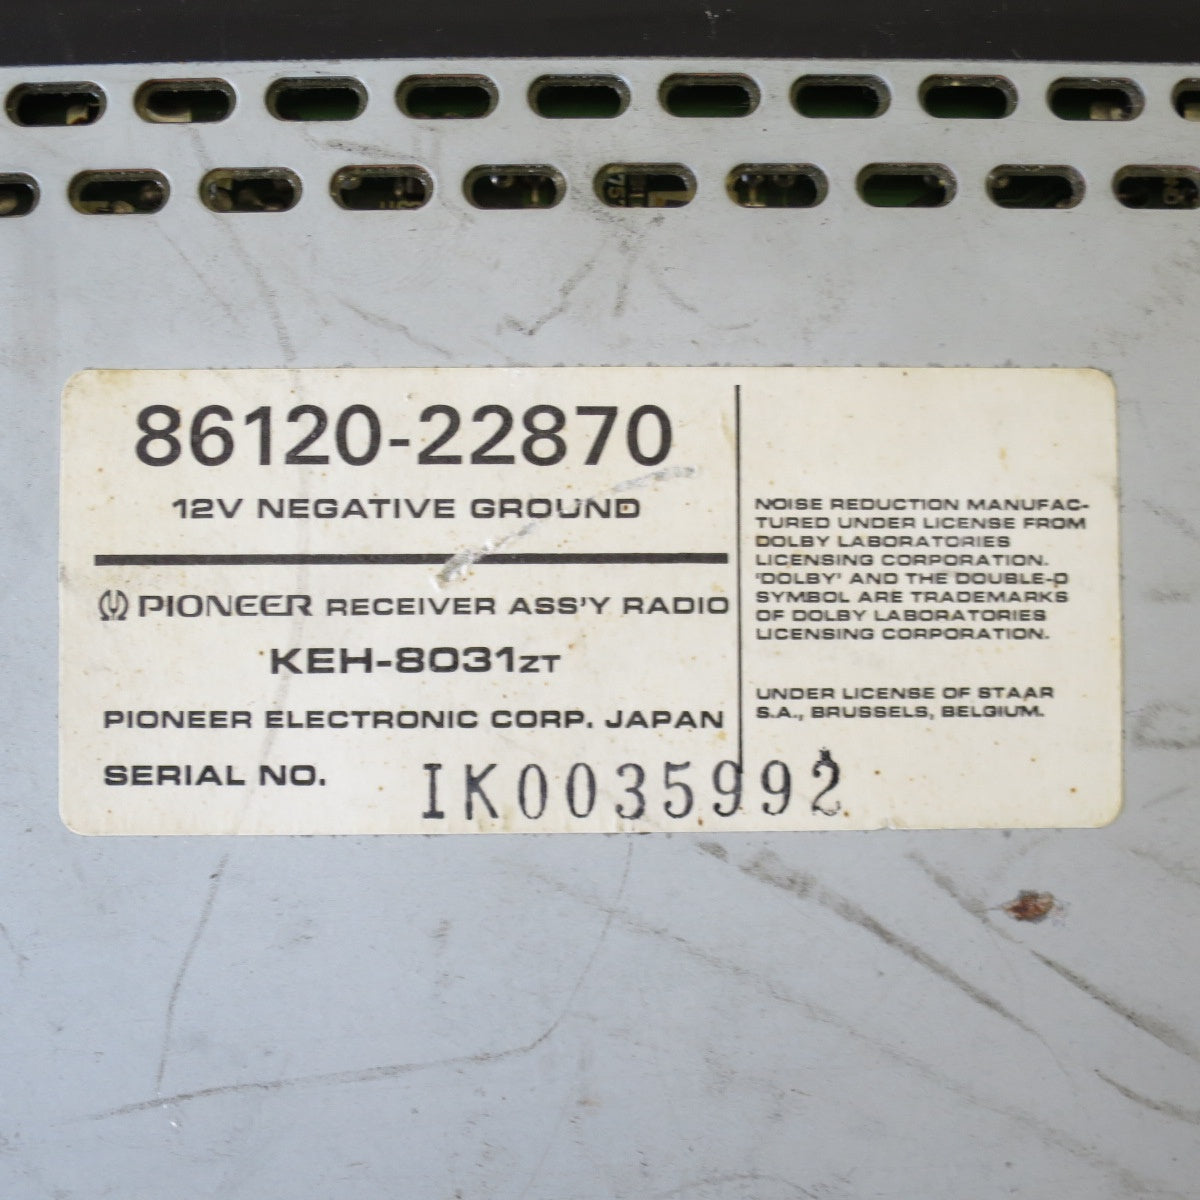 86120-22870
12V NEGATIVE GROUND
PIONEER RECEIVER ASS'Y RADIO
KEH-8031ZT
PIONEER ELECTRONIC CORP. JAPAN
SERIAL NO. IK0035992
NOISE REDUCTION MANUFAC-
TURED UNDER LICENSE FROM
DOLBY LABORATORIES
LICENSING CORPORATION.
'DOLBY' AND THE DOUBLE-D
SYMBOL ARE TRADEMARKS
OF DOLBY LABORATORIES
LICENSING CORPORATION.
UNDER LICENSE OF STAAR
S.A., BRUSSELS, BELGIUM.